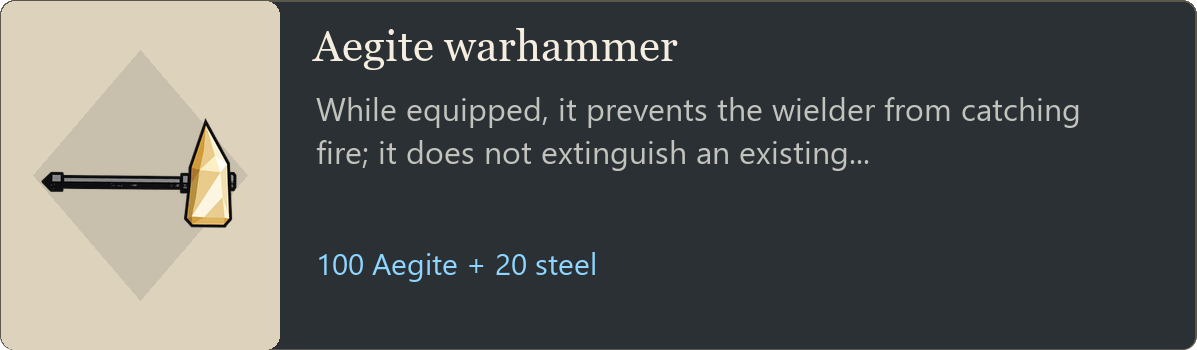 Aegite warhammer
While equipped, it prevents the wielder from catching
fire; it does not extinguish an existing...
100 Aegite + 20 steel